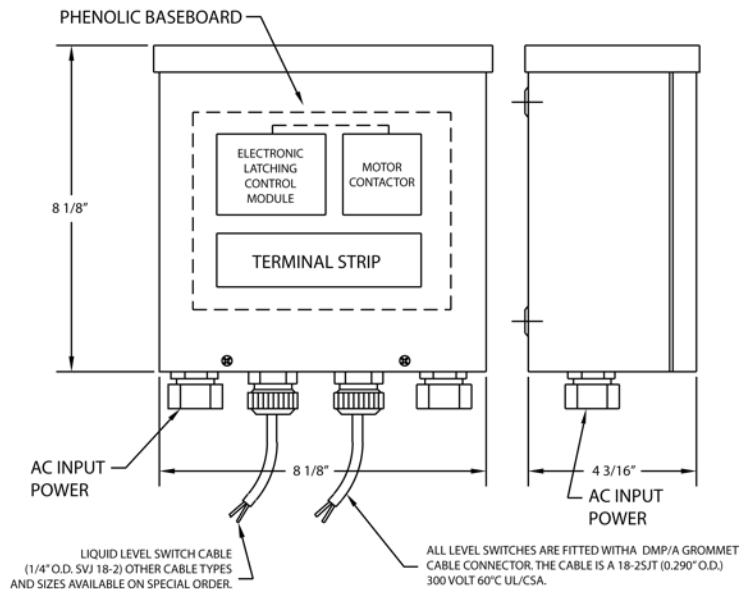 PHENOLIC BASEBOARD
ELECTRONIC
LATCHING
CONTROL
MODULE
MOTOR
CONTACTOR
8 1/8"
TERMINAL STRIP
AC INPUT
POWER
8 1/8"
4 3/16"
AC INPUT
POWER
LIQUID LEVEL SWITCH CABLE
(1/4" O.D. SVJ 18-2) OTHER CABLE TYPES
AND SIZES AVAILABLE ON SPECIAL ORDER.
ALL LEVEL SWITCHES ARE FITTED WITHA DMP/A GROMMET
CABLE CONNECTOR. THE CABLE IS A 18-2SJT (0.290" O.D.)
300 VOLT 60°C UL/CSA.